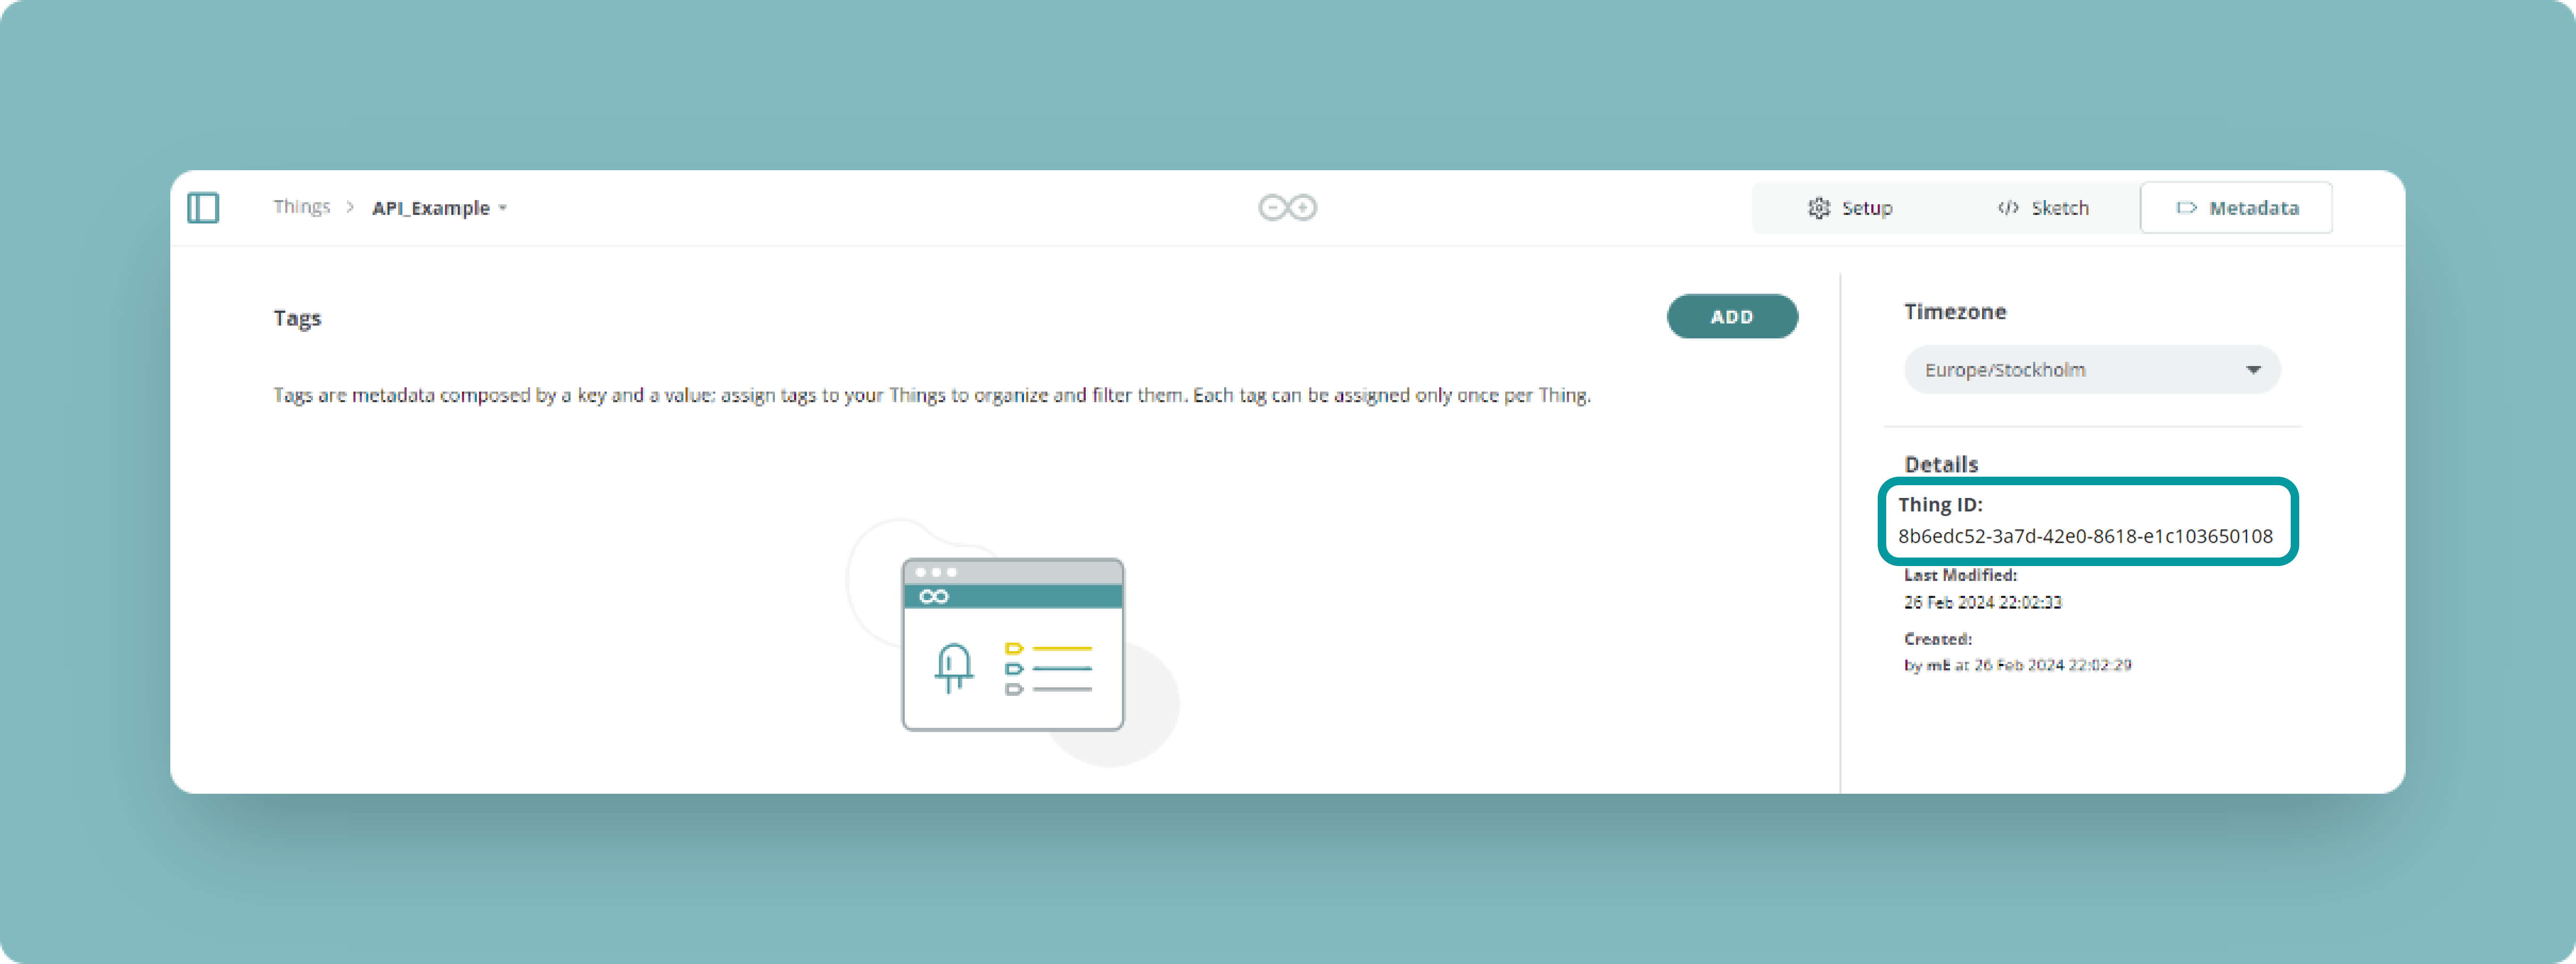 Things > API_Example
Setup
</> Sketch
Metadata
Tags
ADD
Tags are metadata composed by a key and a value; assign tags to your Things to organize and filter them. Each tag can be assigned only once per Thing.
Timezone
Europe/Stockholm
Details
Thing ID:
8b6edc52-3a7d-42e0-8618-e1c103650108
Last Modified:
26 Feb 2024 22:02:33
Created:
by mE at 26 Feb 2024 22:02:29